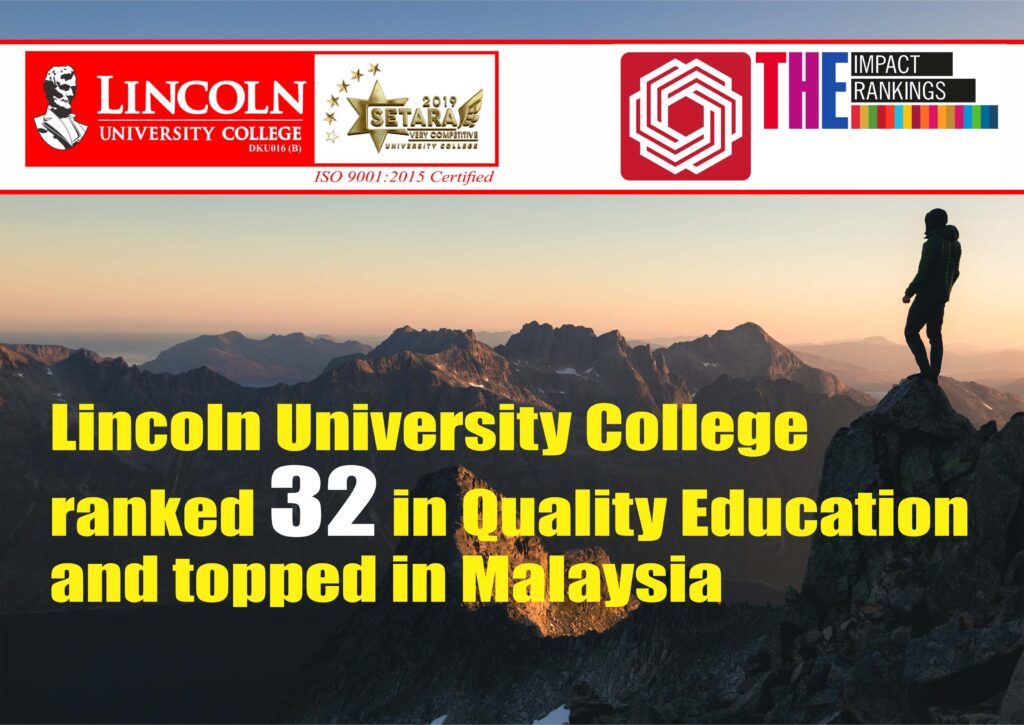 LINCOLN
UNIVERSITY COLLEGE
DKU016 (B)
2019
SETARA
VERY COMPETITIVE
UNIVERSITY COLLEGE
ISO 9001:2015 Certified
THE IMPACT
RANKINGS
Lincoln University College
ranked 32 in Quality Education
and topped in Malaysia